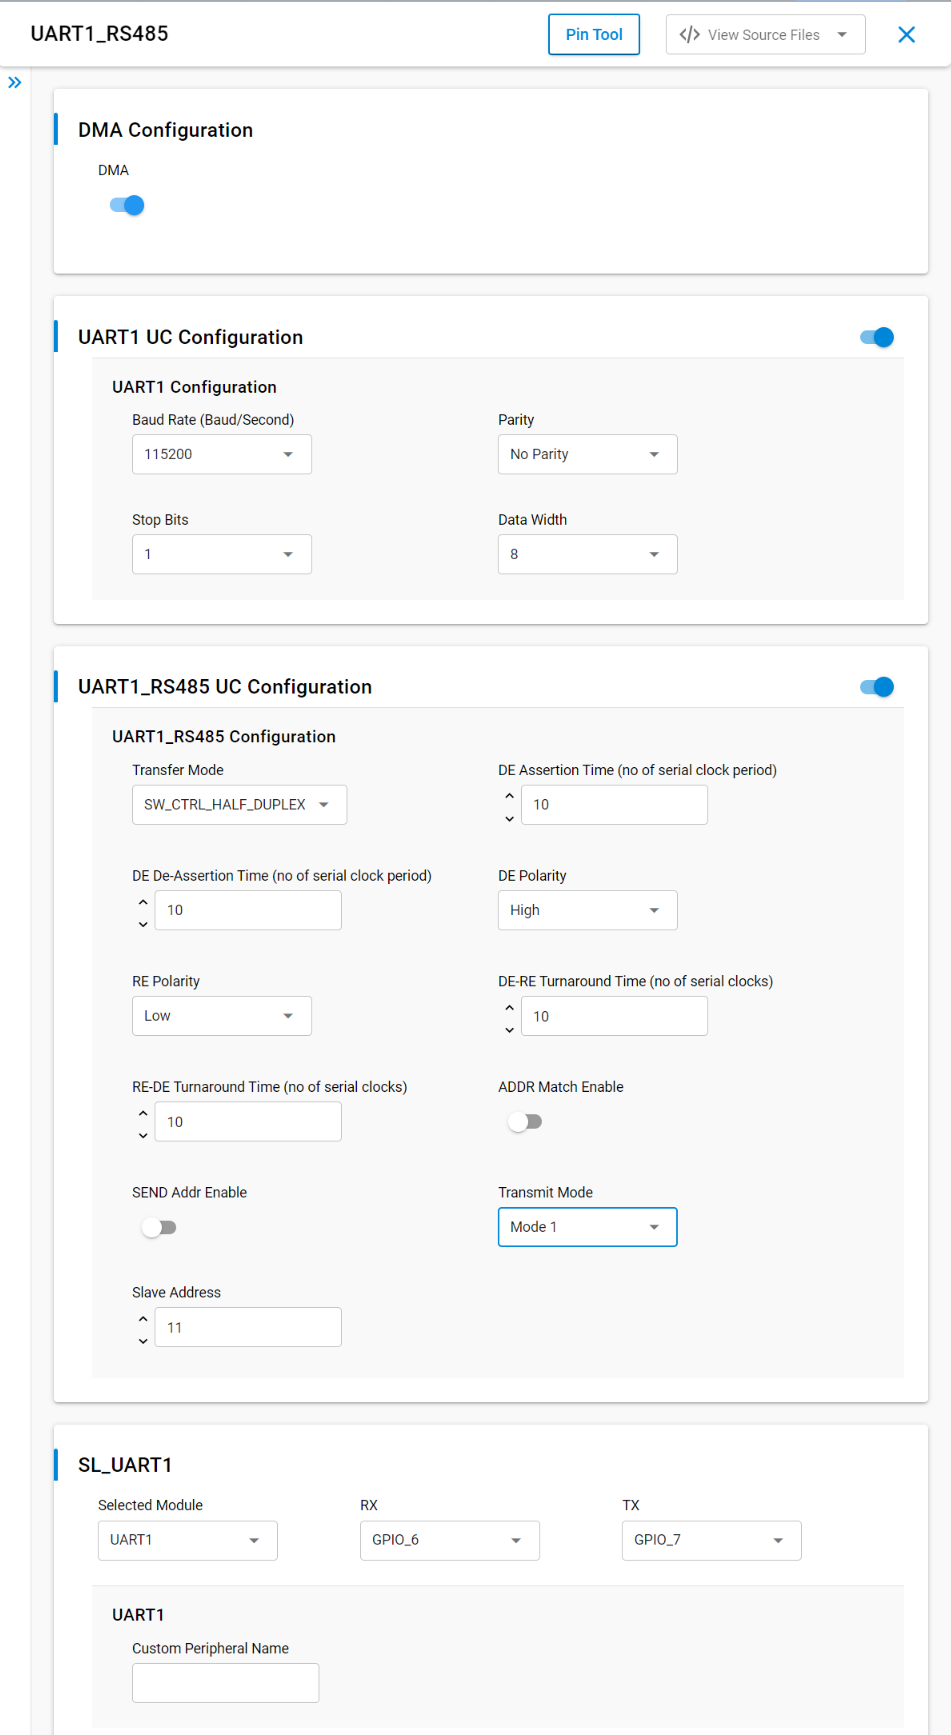 UART1_RS485
Pin Tool
View Source Files
DMA Configuration
DMA
UART1 UC Configuration
UART1 Configuration
Baud Rate (Baud/Second)
Parity
115200
No Parity
Stop Bits
Data Width
1
8
UART1_RS485 UC Configuration
UART1_RS485 Configuration
Transfer Mode
DE Assertion Time (no of serial clock period)
SW_CTRL_HALF_DUPLEX
10
DE De-Assertion Time (no of serial clock period)
DE Polarity
10
High
RE Polarity
DE-RE Turnaround Time (no of serial clocks)
Low
10
RE-DE Turnaround Time (no of serial clocks)
ADDR Match Enable
10
SEND Addr Enable
Transmit Mode
Mode 1
Slave Address
11
SL_UART1
Selected Module
RX
TX
UART1
GPIO_6
GPIO_7
UART1
Custom Peripheral Name